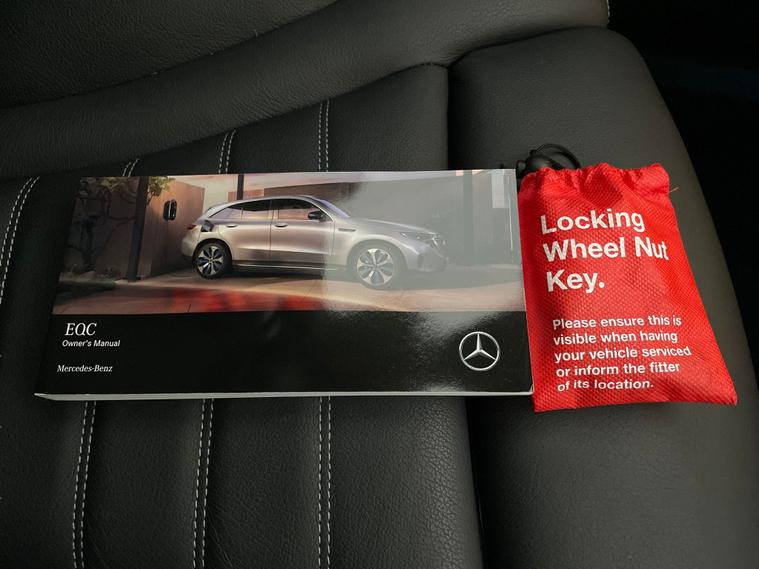 EQC
Owner's Manual
Mercedes-Benz
Locking
Wheel Nut
Key.
Please ensure this is
visible when having
your vehicle serviced
or inform the fitter
of its location.